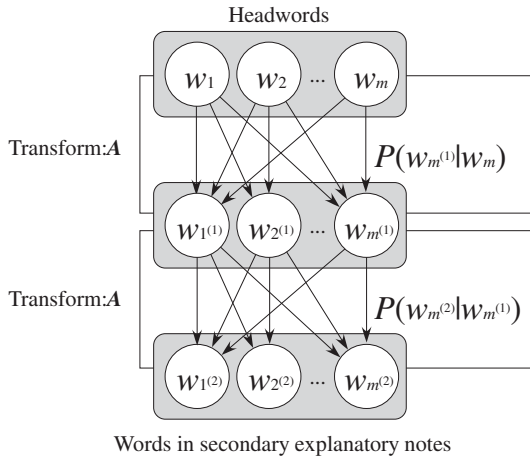 Headwords
w1 w2 ... wm
Transform:A
P(wm(1)|wm)
w1(1) w2(1) ... wm(1)
Transform:A
P(wm(2)|wm(1))
w1(2) w2(2) ... wm(2)
Words in secondary explanatory notes